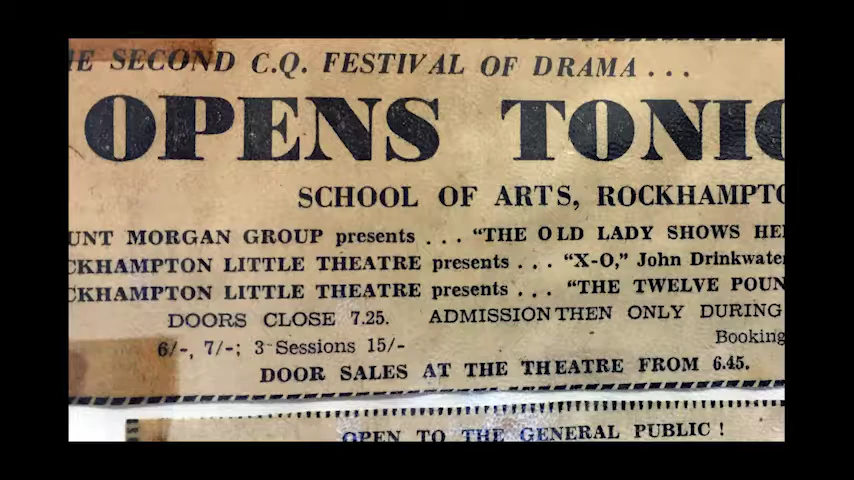 HE SECOND C.Q. FESTIVAL OF DRAMA . . .
OPENS TONIG
SCHOOL OF ARTS, ROCKHAMPTO
UNT MORGAN GROUP presents . . . "THE OLD LADY SHOWS HE
CKHAMPTON LITTLE THEATRE presents . . . "X-O," John Drinkwate
CKHAMPTON LITTLE THEATRE presents . . . "THE TWELVE POUN
DOORS CLOSE 7.25. ADMISSION THEN ONLY DURING
6/-, 7/-; 3 Sessions 15/- Booking
DOOR SALES AT THE THEATRE FROM 6.45.
OPEN TO THE GENERAL PUBLIC !